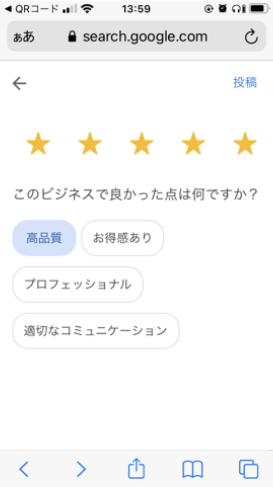 QRコード 13:59
ぁあ search.google.com
投稿
このビジネスで良かった点は何ですか？
高品質 お得感あり
プロフェッショナル
適切なコミュニケーション